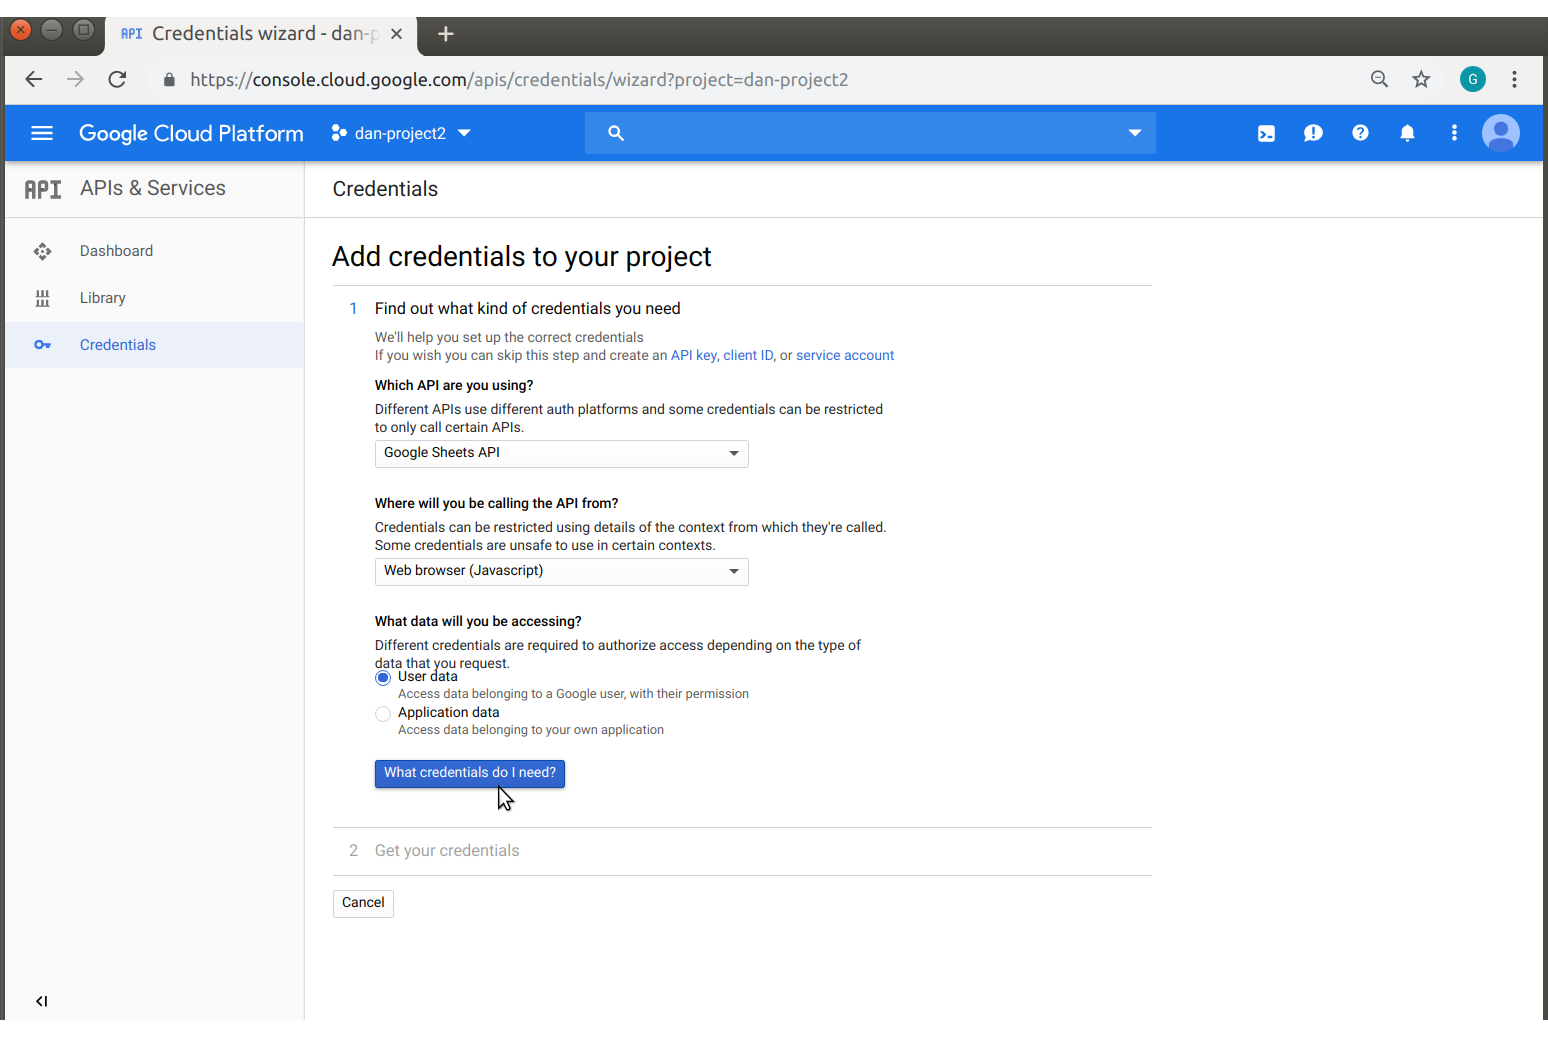 API Credentials wizard - dan-p
https://console.cloud.google.com/apis/credentials/wizard?project=dan-project2
G
Google Cloud Platform
dan-project2
API APIs & Services
Credentials
Dashboard
Library
Credentials
Add credentials to your project
1 Find out what kind of credentials you need
We'll help you set up the correct credentials
If you wish you can skip this step and create an API key, client ID, or service account
Which API are you using?
Different APIs use different auth platforms and some credentials can be restricted
to only call certain APIs.
Google Sheets API
Where will you be calling the API from?
Credentials can be restricted using details of the context from which they're called.
Some credentials are unsafe to use in certain contexts.
Web browser (Javascript)
What data will you be accessing?
Different credentials are required to authorize access depending on the type of
data that you request.
User data
Access data belonging to a Google user, with their permission
Application data
Access data belonging to your own application
What credentials do I need?
2 Get your credentials
Cancel